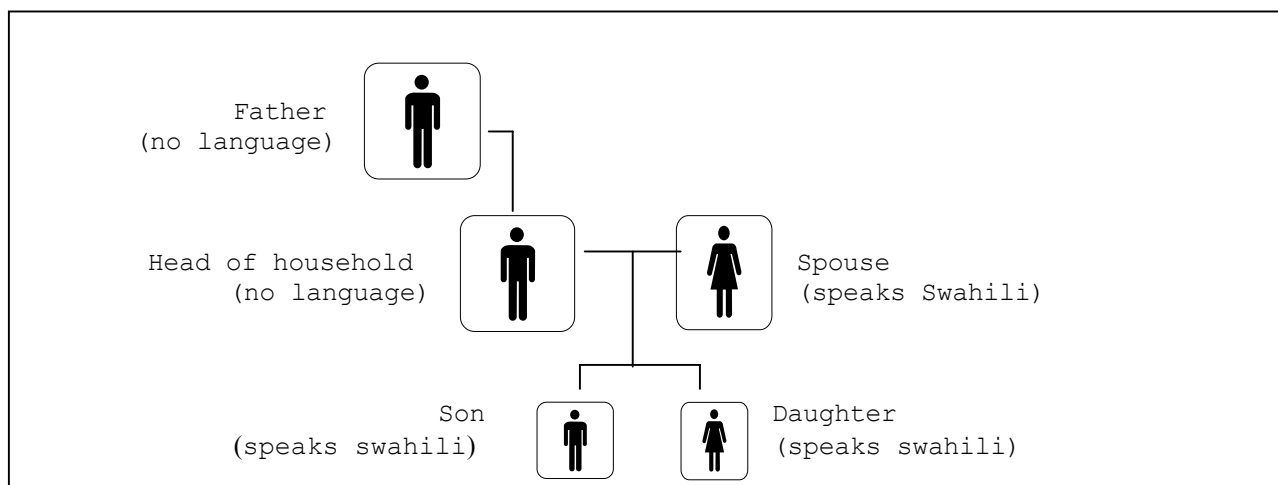 Father
(no language)
Head of household
(no language)
Spouse
(speaks Swahili)
Son
(speaks swahili)
Daughter
(speaks swahili)